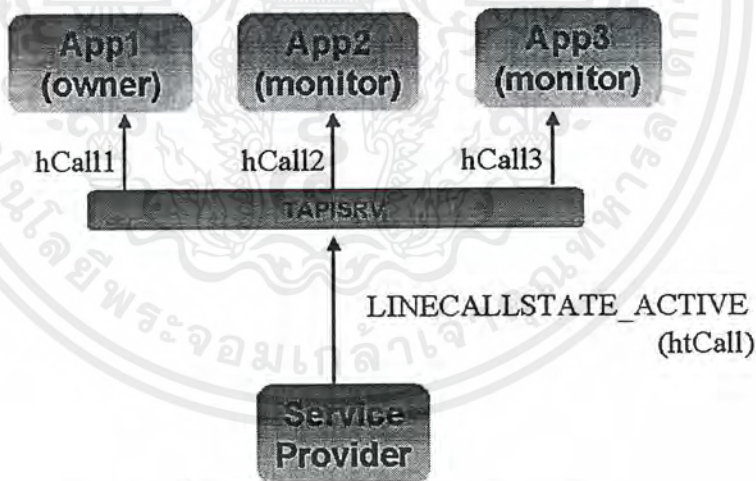 App1
(owner)
App2
(monitor)
App3
(monitor)
hCall1
hCall2
hCall3
TAPISRV
LINECALLSTATE_ACTIVE
(htCall)
Service
Provider